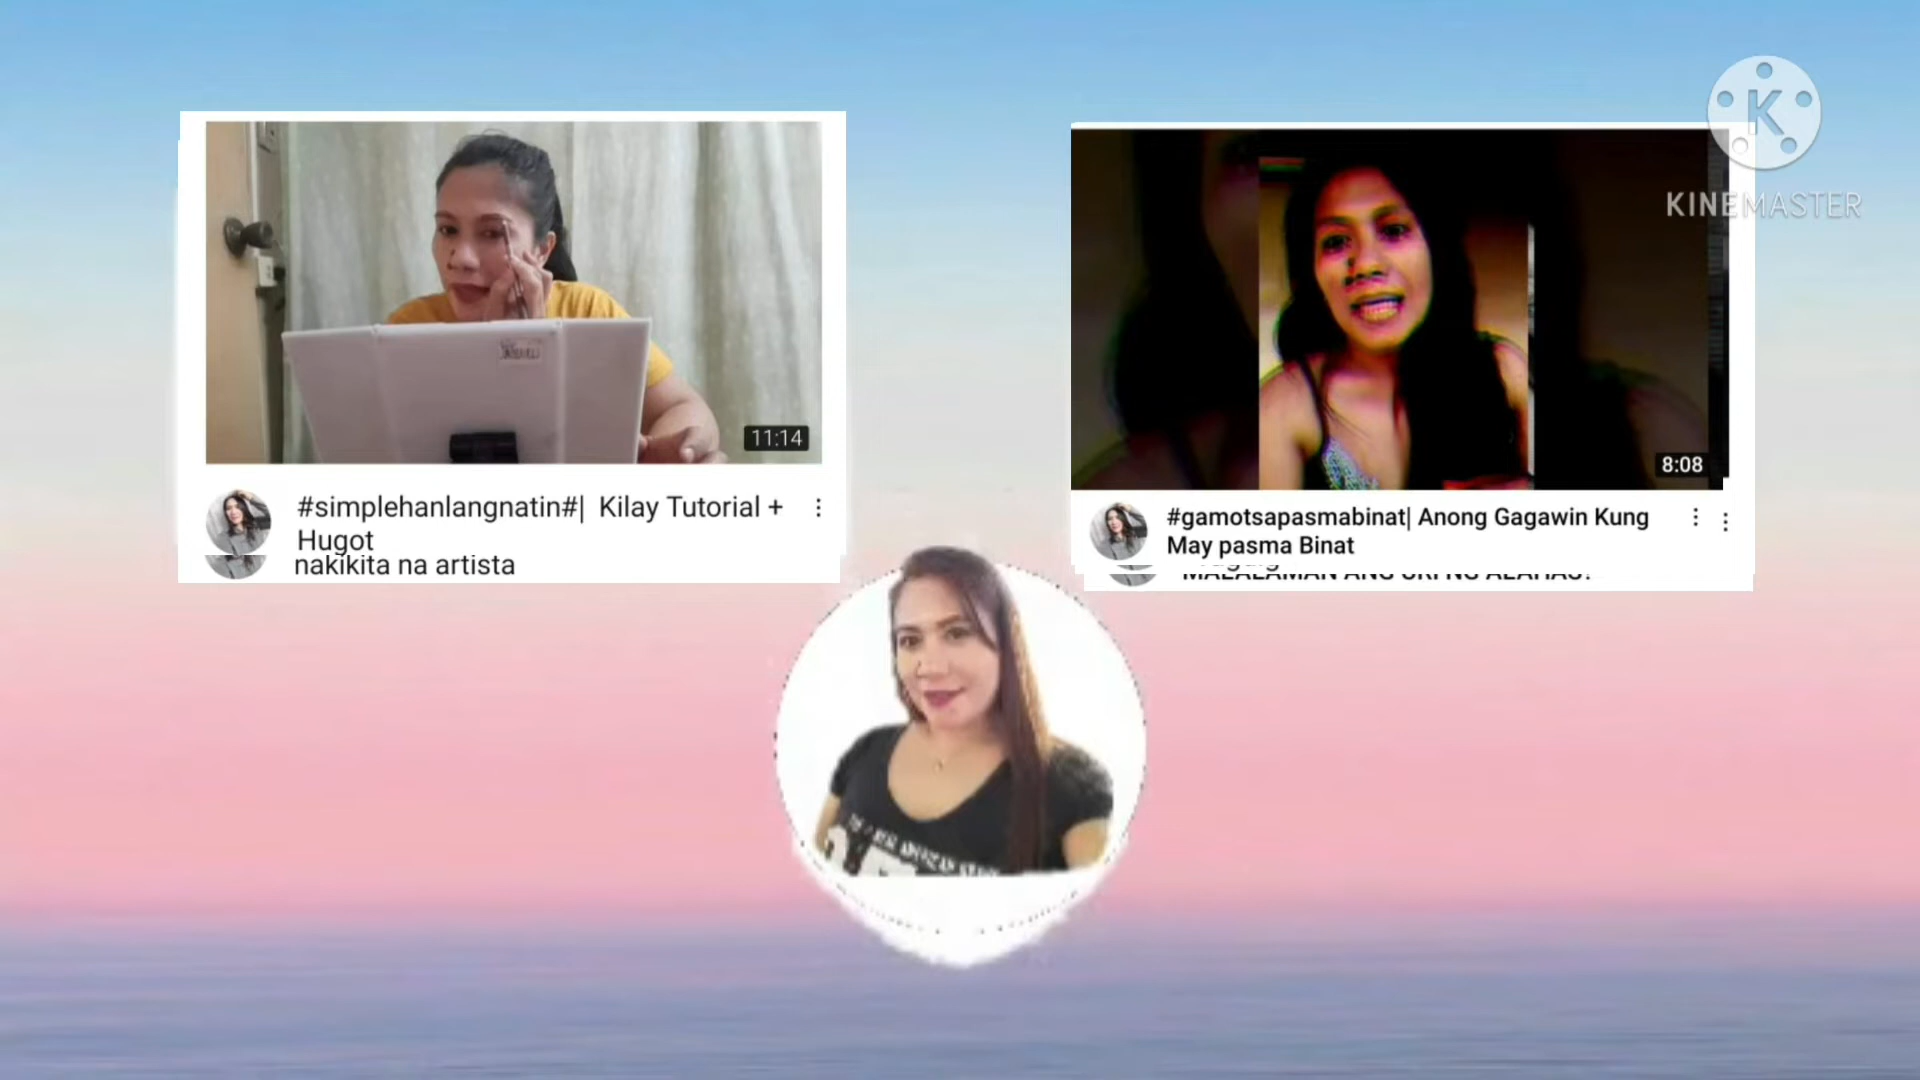 KINEMASTER
11:14
#simplehanlangnatin#| Kilay Tutorial +
Hugot
nakikita na artista
8:08
#gamotsapasmabinat| Anong Gagawin Kung
May pasma Binat